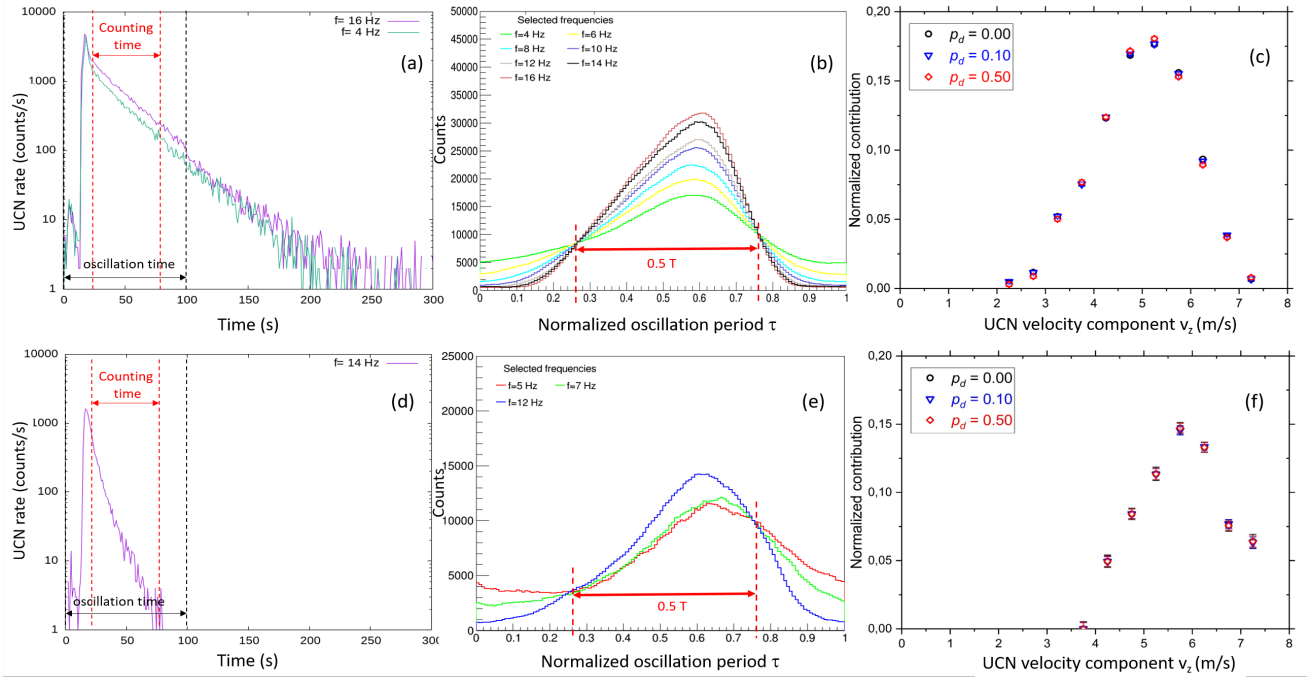 10000
1000
100
10
1
UCN rate (counts/s)
f= 16 Hz
f= 4 Hz
Counting
time
(a)
oscillation time
0 50 100 150 200 250 300
Time (s)
50000
45000
40000
35000
30000
25000
20000
15000
10000
5000
0
Counts
Selected frequencies
f=4 Hz f=6 Hz
f=8 Hz f=10 Hz
f=12 Hz f=14 Hz
f=16 Hz
(b)
0.5 T
0 0.1 0.2 0.3 0.4 0.5 0.6 0.7 0.8 0.9 1
Normalized oscillation period τ
0,20
0,15
0,10
0,05
0,00
Normalized contribution
p_d = 0.00
p_d = 0.10
p_d = 0.50
(c)
0 1 2 3 4 5 6 7 8
UCN velocity component v_z (m/s)
10000
1000
100
10
1
UCN rate (counts/s)
f= 14 Hz
Counting
time
(d)
oscillation time
0 50 100 150 200 250 300
Time (s)
25000
20000
15000
10000
5000
0
Counts
Selected frequencies
f=5 Hz f=7 Hz
f=12 Hz
(e)
0.5 T
0 0.1 0.2 0.3 0.4 0.5 0.6 0.7 0.8 0.9 1
Normalized oscillation period τ
0,20
0,15
0,10
0,05
0,00
Normalized contribution
p_d = 0.00
p_d = 0.10
p_d = 0.50
(f)
0 1 2 3 4 5 6 7 8
UCN velocity component v_z (m/s)